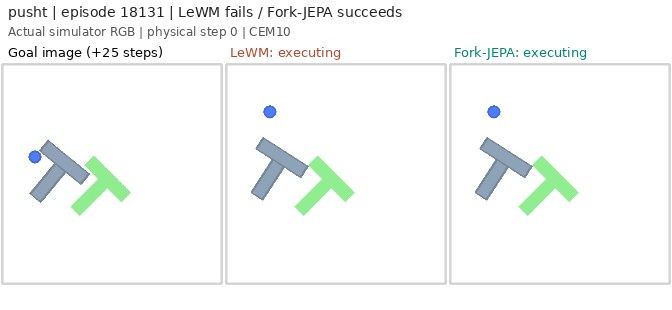 pusht | episode 18131 | LeWM fails / Fork-JEPA succeeds
Actual simulator RGB | physical step 0 | CEM10
Goal image (+25 steps)
LeWM: executing
Fork-JEPA: executing